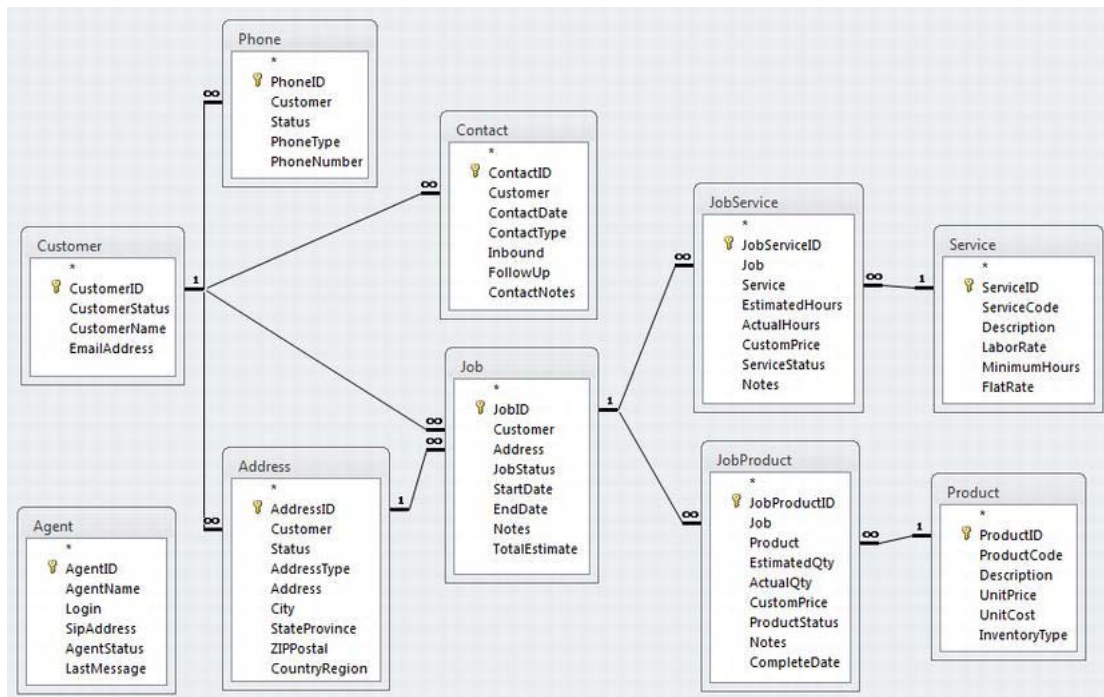 Phone
*
PhoneID
Customer
Status
PhoneType
PhoneNumber
Contact
*
ContactID
Customer
ContactDate
ContactType
Inbound
FollowUp
ContactNotes
JobService
*
JobServiceID
Job
Service
EstimatedHours
ActualHours
CustomPrice
ServiceStatus
Notes
Service
*
ServiceID
ServiceCode
Description
LaborRate
MinimumHours
FlatRate
Customer
*
CustomerID
CustomerStatus
CustomerName
EmailAddress
Job
*
JobID
Customer
Address
JobStatus
StartDate
EndDate
Notes
TotalEstimate
Address
*
AddressID
Customer
Status
AddressType
Address
City
StateProvince
ZIPPostal
CountryRegion
Agent
*
AgentID
AgentName
Login
SipAddress
AgentStatus
LastMessage
JobProduct
*
JobProductID
Job
Product
EstimatedQty
ActualQty
CustomPrice
ProductStatus
Notes
CompleteDate
Product
*
ProductID
ProductCode
Description
UnitPrice
UnitCost
InventoryType
1
∞
∞
∞
∞
1
∞
1
∞
∞
∞
1
∞
1